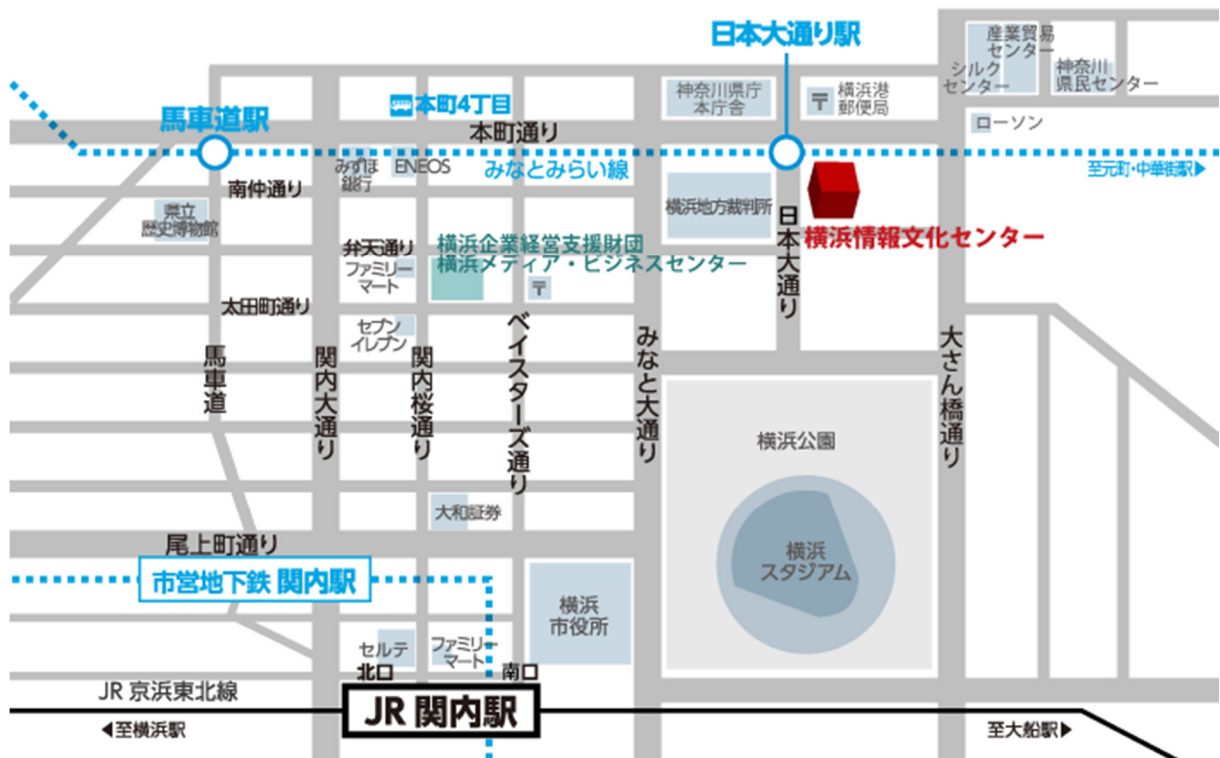 日本大通り駅
産業貿易
センター
シルク
センター
神奈川
県民センター
神奈川県庁
本庁舎
〒
横浜港
郵便局
本町4丁目
馬車道駅
本町通り
ローソン
みずほ
銀行
ENEOS
みなとみらい線
至元町・中華街駅▶
南仲通り
県立
歴史博物館
横浜地方裁判所
日本大通り
横浜情報文化センター
弁天通り
横浜企業経営支援財団
横浜メディア・ビジネスセンター
ファミリー
マート
〒
太田町通り
セブン
イレブン
馬車道
関内大通り
関内桜通り
ベイスターズ通り
みなと大通り
大さん橋通り
横浜公園
大和証券
尾上町通り
横浜
スタジアム
市営地下鉄 関内駅
横浜
市役所
セルテ
ファミリー
マート
北口
南口
JR 京浜東北線
JR 関内駅
◀至横浜駅
至大船駅▶